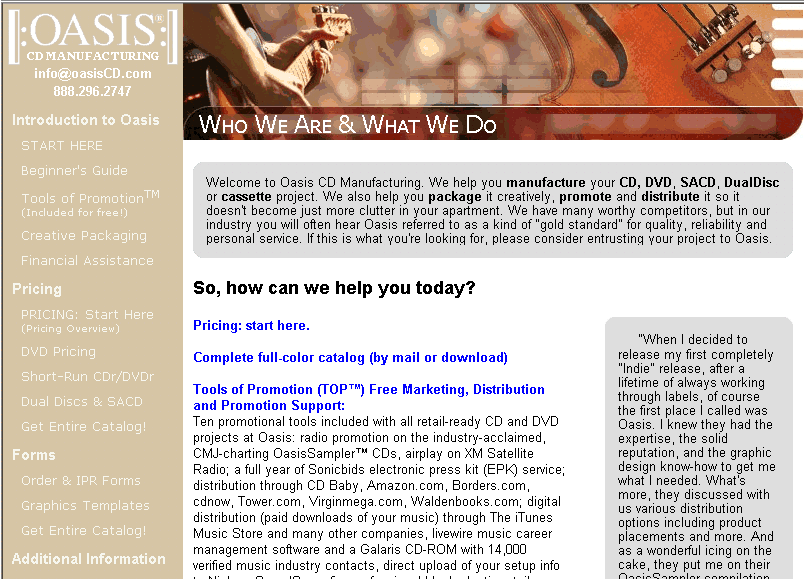 OASIS®
CD MANUFACTURING
info@oasisCD.com
888.296.2747
Introduction to Oasis
START HERE
Beginner's Guide
Tools of Promotion™
(Included for free!)
Creative Packaging
Financial Assistance
Pricing
PRICING: Start Here
(Pricing Overview)
DVD Pricing
Short-Run CDr/DVDr
Dual Discs & SACD
Get Entire Catalog!
Forms
Order & IPR Forms
Graphics Templates
Get Entire Catalog!
Additional Information
WHO WE ARE & WHAT WE DO
Welcome to Oasis CD Manufacturing. We help you manufacture your CD, DVD, SACD, DualDisc
or cassette project. We also help you package it creatively, promote and distribute it so it
doesn't become just more clutter in your apartment. We have many worthy competitors, but in our
industry you will often hear Oasis referred to as a kind of "gold standard" for quality, reliability and
personal service. If this is what you're looking for, please consider entrusting your project to Oasis.
So, how can we help you today?
Pricing: start here.
Complete full-color catalog (by mail or download)
Tools of Promotion (TOP™) Free Marketing, Distribution
and Promotion Support:
Ten promotional tools included with all retail-ready CD and DVD
projects at Oasis: radio promotion on the industry-acclaimed,
CMJ-charting OasisSampler™ CDs, airplay on XM Satellite
Radio; a full year of Sonicbids electronic press kit (EPK) service;
distribution through CD Baby, Amazon.com, Borders.com,
cdnow, Tower.com, Virginmega.com, Waldenbooks.com; digital
distribution (paid downloads of your music) through The iTunes
Music Store and many other companies, livewire music career
management software and a Galaris CD-ROM with 14,000
verified music industry contacts, direct upload of your setup info
"When I decided to
release my first completely
"Indie" release, after a
lifetime of always working
through labels, of course
the first place I called was
Oasis. I knew they had the
expertise, the solid
reputation, and the graphic
design know-how to get me
what I needed. What's
more, they discussed with
us various distribution
options including product
placements and more. And
as a wonderful icing on the
cake, they put me on their
OasisSampler compilation